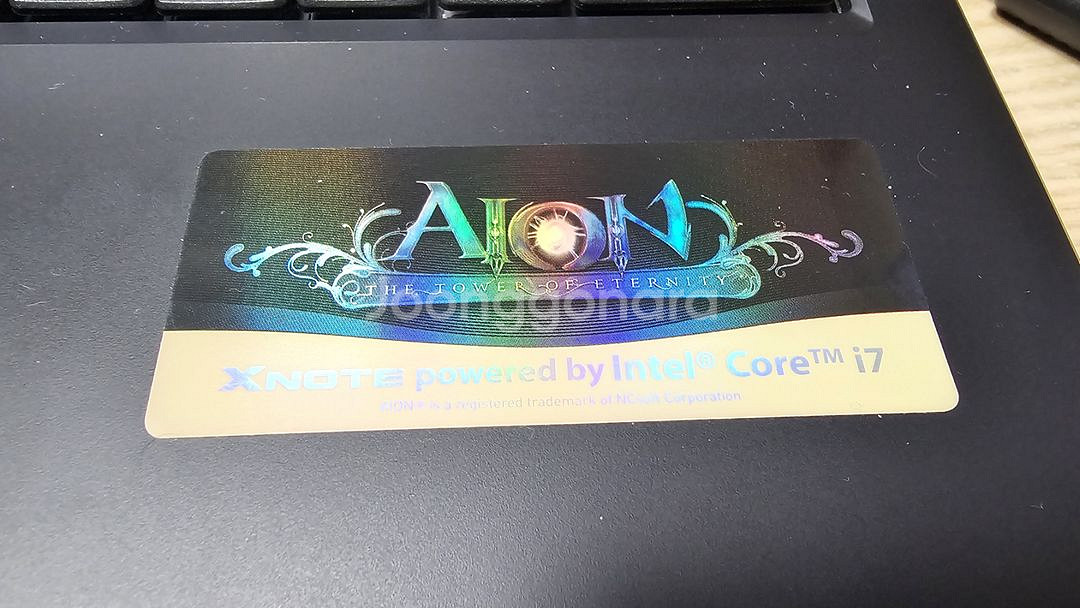 AION
THE TOWER OF ETERNITY
Joonggonara
XNOTE powered by Intel® Core™ i7
AION® is a registered trademark of NCsoft Corporation